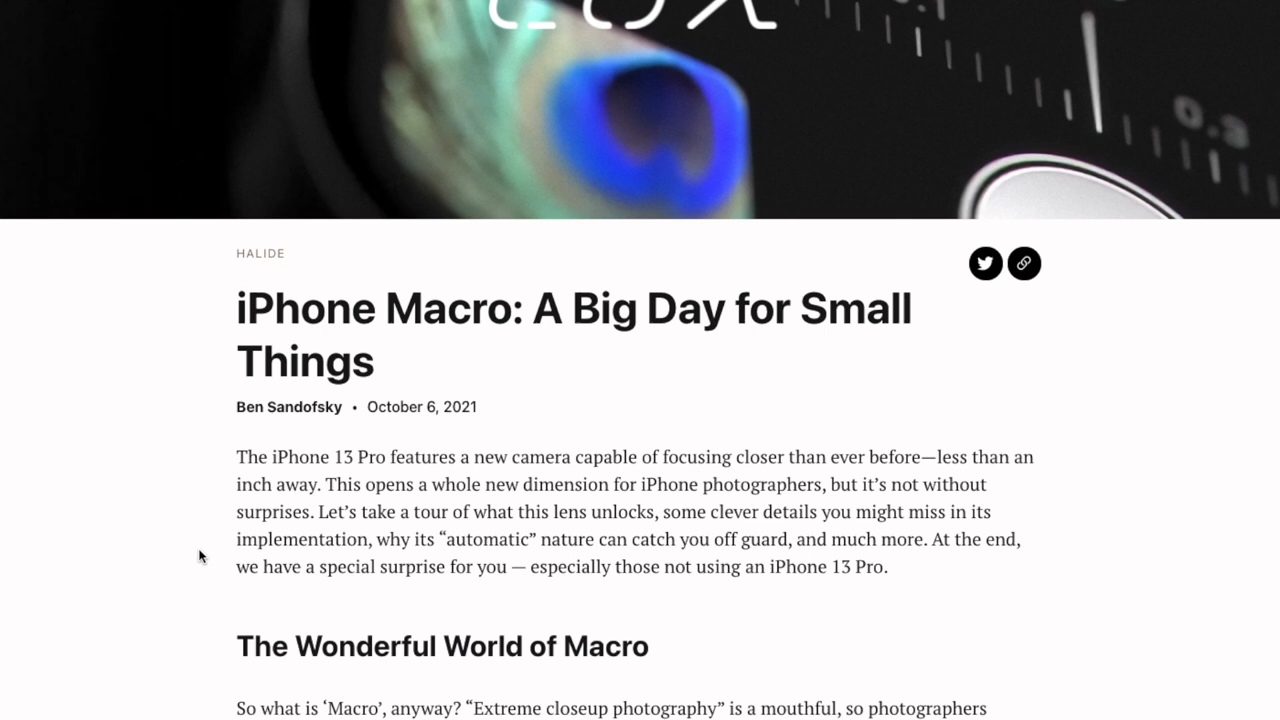 HALIDE
iPhone Macro: A Big Day for Small
Things
Ben Sandofsky • October 6, 2021
The iPhone 13 Pro features a new camera capable of focusing closer than ever before—less than an
inch away. This opens a whole new dimension for iPhone photographers, but it’s not without
surprises. Let’s take a tour of what this lens unlocks, some clever details you might miss in its
implementation, why its “automatic” nature can catch you off guard, and much more. At the end,
we have a special surprise for you — especially those not using an iPhone 13 Pro.
The Wonderful World of Macro
So what is ‘Macro’, anyway? “Extreme closeup photography” is a mouthful, so photographers